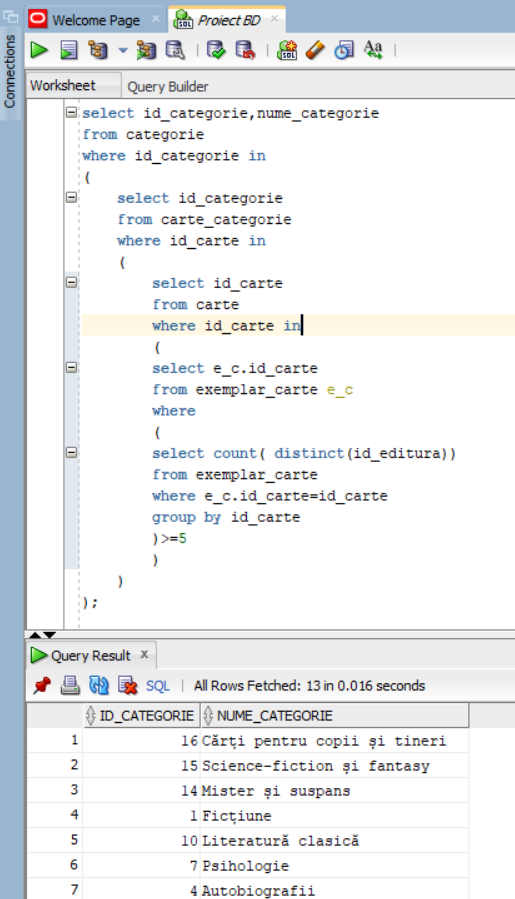 Welcome Page
Proiect BD
Connections
Worksheet
Query Builder
select id_categorie,nume_categorie
from categorie
where id_categorie in
(
select id_categorie
from carte_categorie
where id_carte in
(
select id_carte
from carte
where id_carte in
(
select e_c.id_carte
from exemplar_carte e_c
where
(
select count( distinct(id_editura))
from exemplar_carte
where e_c.id_carte=id_carte
group by id_carte
)>=5
)
)
);
Query Result x
SQL | All Rows Fetched: 13 in 0.016 seconds
ID_CATEGORIE NUME_CATEGORIE
1 16 Cărți pentru copii și tineri
2 15 Science-fiction și fantasy
3 14 Mister și suspans
4 1 Ficțiune
5 10 Literatură clasică
6 7 Psihologie
7 4 Autobiografii